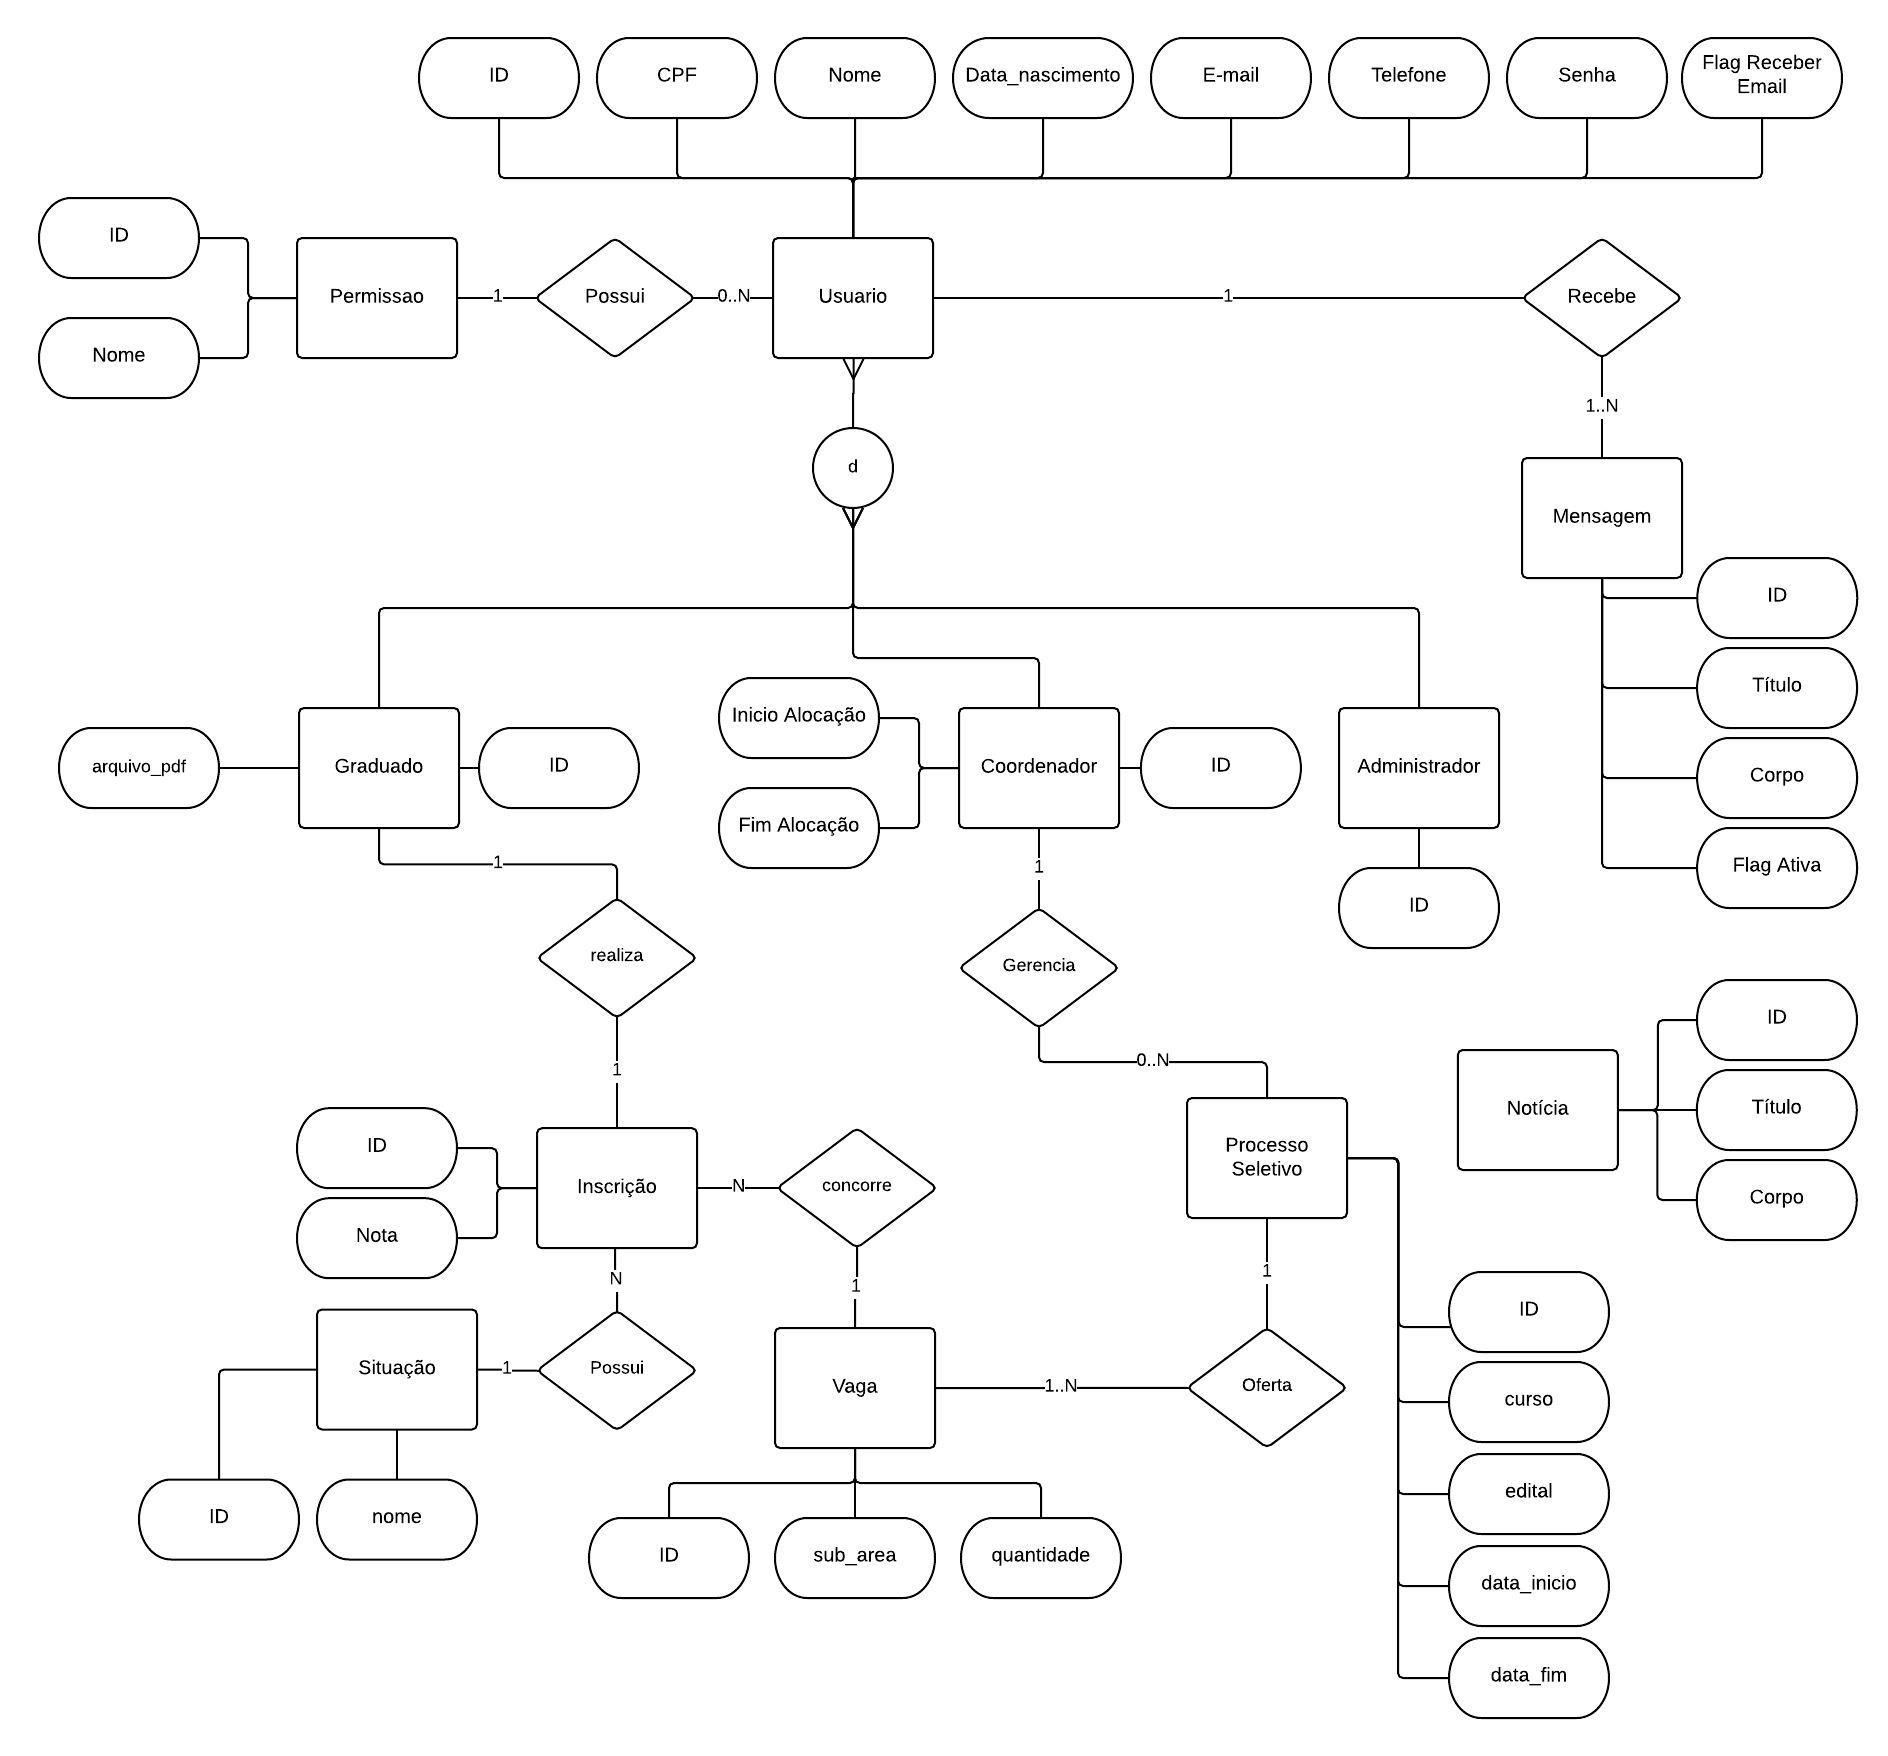 ID
CPF
Nome
Data_nascimento
E-mail
Telefone
Senha
Flag Receber
Email
ID
Nome
Permissao
1
Possui
0..N
Usuario
1
Recebe
1..N
d
Mensagem
ID
Título
Corpo
Flag Ativa
arquivo_pdf
Graduado
ID
Inicio Alocação
Fim Alocação
Coordenador
ID
Administrador
ID
1
realiza
1
1
Gerencia
0..N
ID
Nota
Inscrição
N
concorre
1
N
Possui
1
Situação
ID
nome
Processo
Seletivo
1
Oferta
1..N
Vaga
ID
sub_area
quantidade
Notícia
ID
Título
Corpo
ID
curso
edital
data_inicio
data_fim